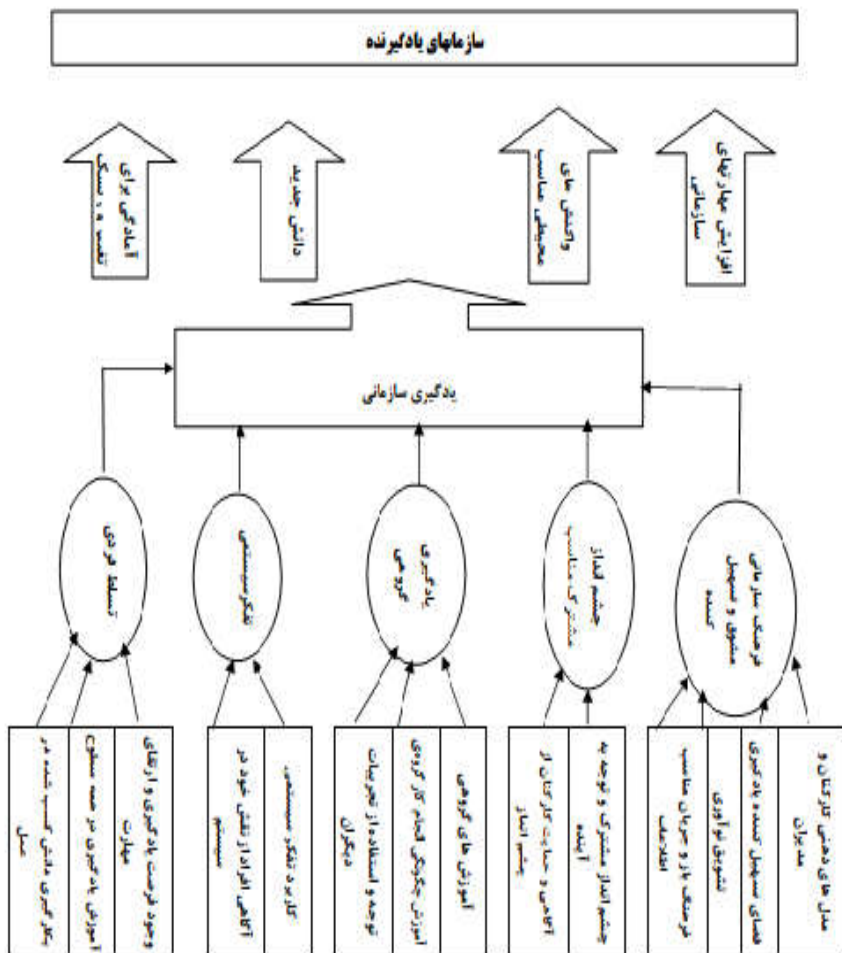 سازمانهای یادگیرنده
افزایش مهارتهای
سازمانی
واکنش های
محیطی مناسب
دانش جدید
آمادگی برای
یادگیری سازمانی
فرهنگ سازمانی
مشوق و تسهیل
کننده
چشم انداز
مشترک مناسب
یادگیری
گروهی
تفکر سیستمی
تسلط فردی
مدل های ذهنی کارکنان و
مدیران
فضای تسهیل کننده یادگیری
تشویق نوآوری
فرهنگ باز و جریان مناسب
اطلاعات
چشم انداز مشترک و توجه به
آینده
آگاهی و حمایت کارکنان از
چشم انداز
آموزش های گروهی
آموزش چگونگی انجام کار گروهی
توجه و استفاده از تجربیات
دیگران
کاربرد تفکر سیستمی
آگاهی افراد از نقش خود در
سیستم
وجود فرصت یادگیری و ارتقای
مهارت
آموزش یادگیری در همه سطوح
بکارگیری دانش کسب شده در
عمل